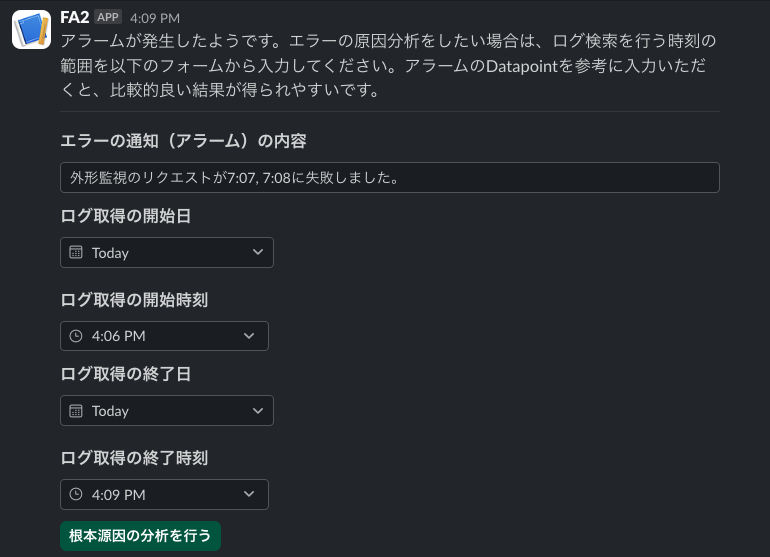 FA2 APP 4:09 PM
アラームが発生したようです。エラーの原因分析をしたい場合は、ログ検索を行う時刻の
範囲を以下のフォームから入力してください。アラームのDatapointを参考に入力いただ
くと、比較的良い結果が得られやすいです。
エラーの通知（アラーム）の内容
外形監視のリクエストが7:07, 7:08に失敗しました。
ログ取得の開始日
Today
ログ取得の開始時刻
4:06 PM
ログ取得の終了日
Today
ログ取得の終了時刻
4:09 PM
根本源因の分析を行う